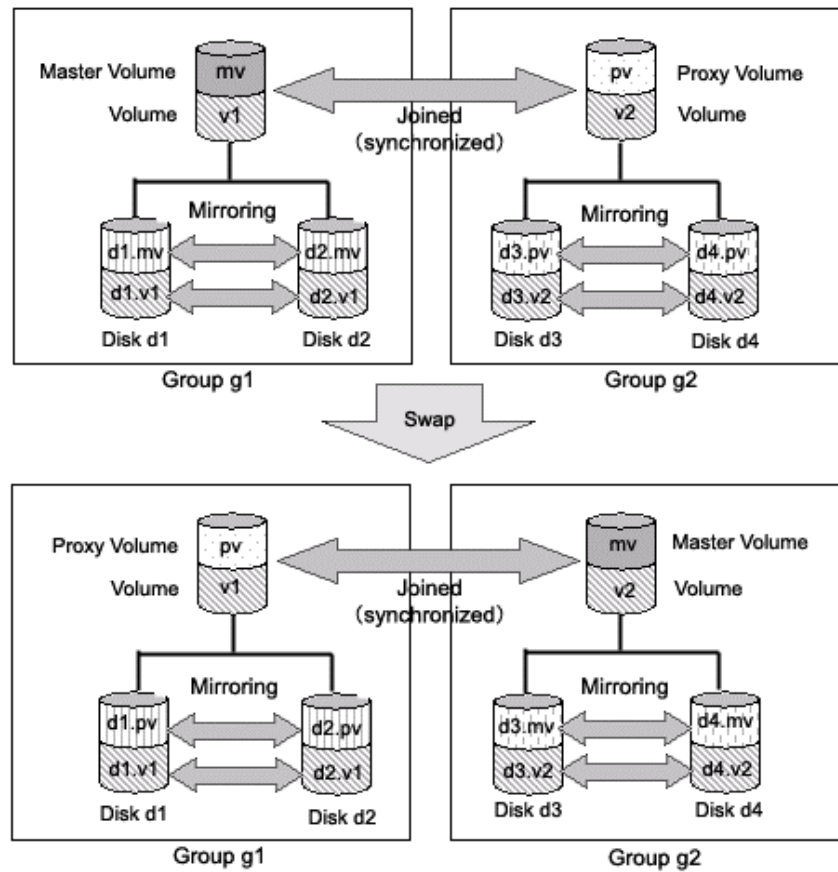 Master Volume mv
pv Proxy Volume
Volume v1
Joined
(synchronized)
v2 Volume
Mirroring
Mirroring
d1.mv d2.mv
d3.pv d4.pv
d1.v1 d2.v1
d3.v2 d4.v2
Disk d1 Disk d2
Disk d3 Disk d4
Group g1
Group g2
Swap
Proxy Volume pv
mv Master Volume
Volume v1
Joined
(synchronized)
v2 Volume
Mirroring
Mirroring
d1.pv d2.pv
d3.mv d4.mv
d1.v1 d2.v1
d3.v2 d4.v2
Disk d1 Disk d2
Disk d3 Disk d4
Group g1
Group g2